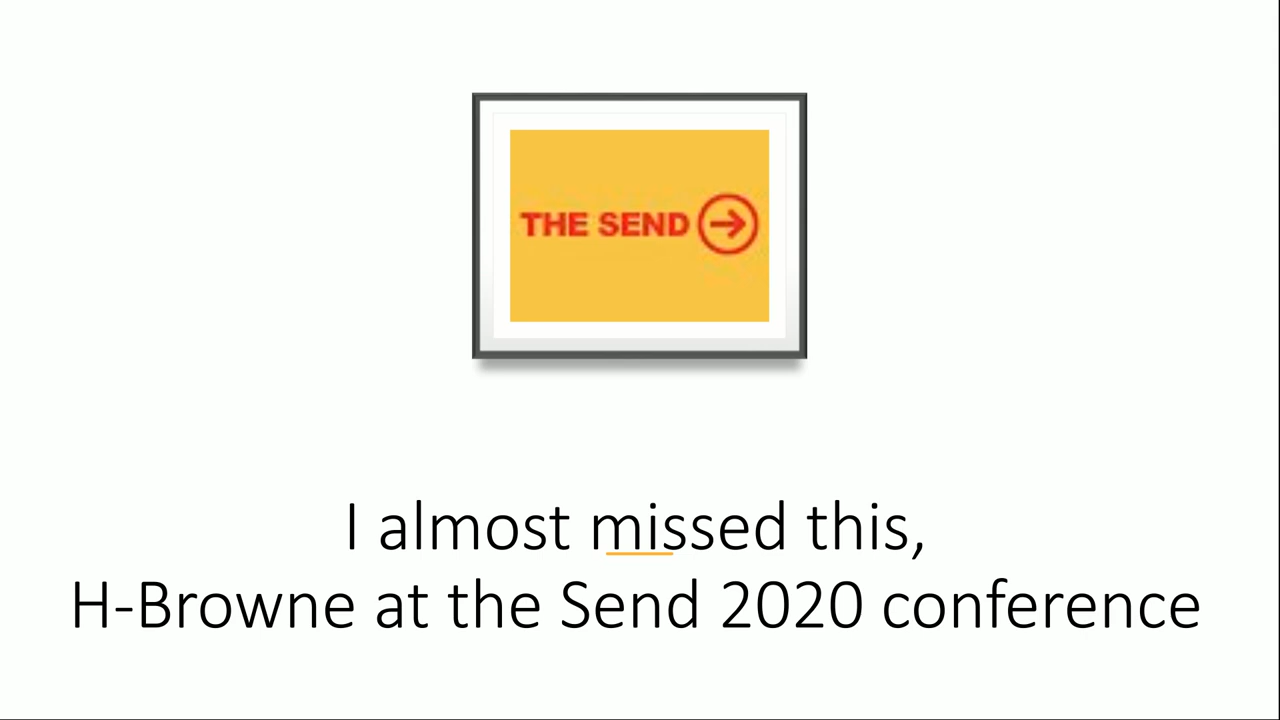 THE SEND
I almost missed this,
H-Browne at the Send 2020 conference